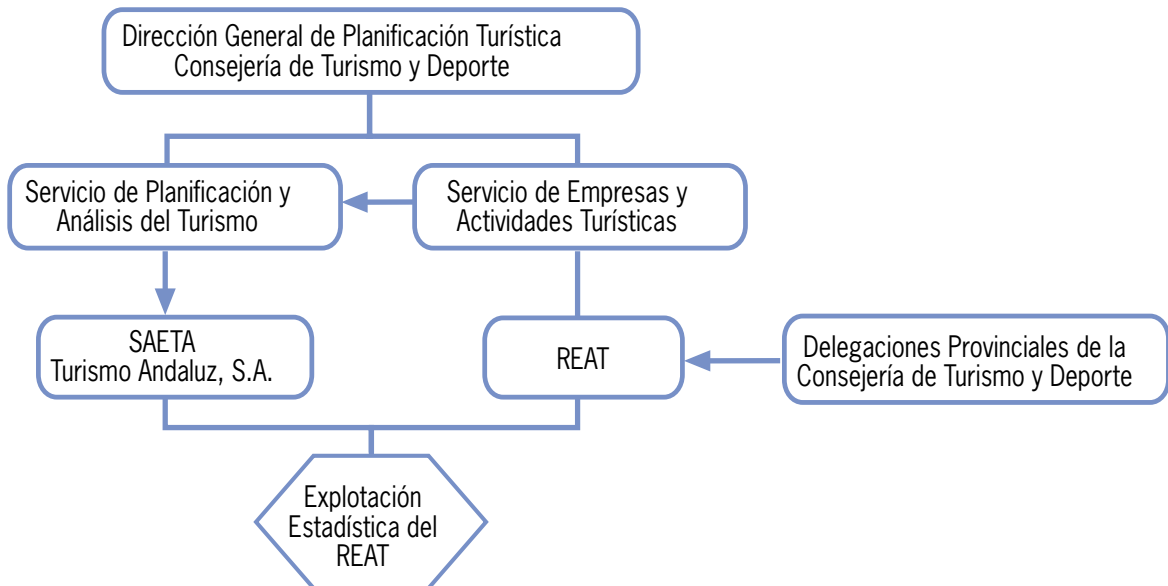 Dirección General de Planificación Turística
Consejería de Turismo y Deporte
Servicio de Planificación y
Análisis del Turismo
Servicio de Empresas y
Actividades Turísticas
SAETA
Turismo Andaluz, S.A.
REAT
Delegaciones Provinciales de la
Consejería de Turismo y Deporte
Explotación
Estadística del
REAT